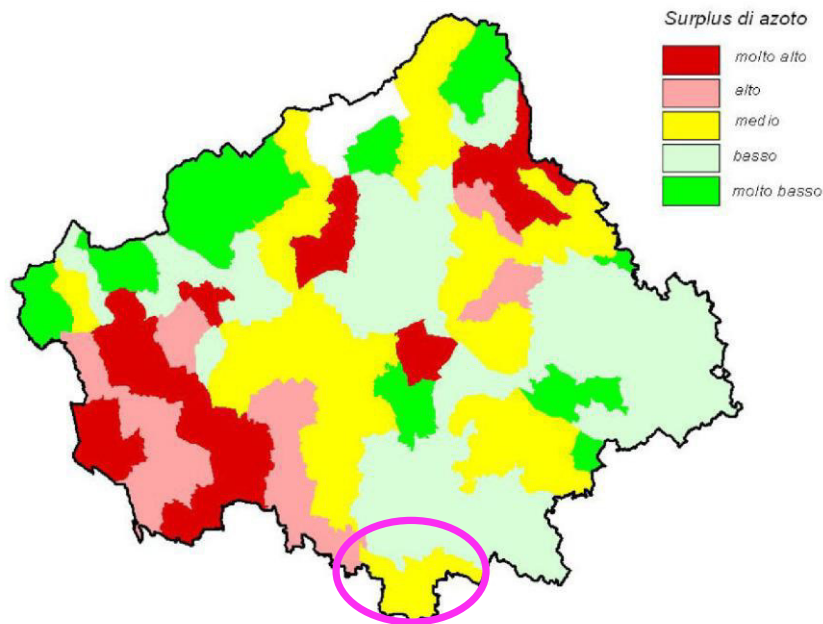 Surplus di azoto
molto alto
alto
medio
basso
molto basso